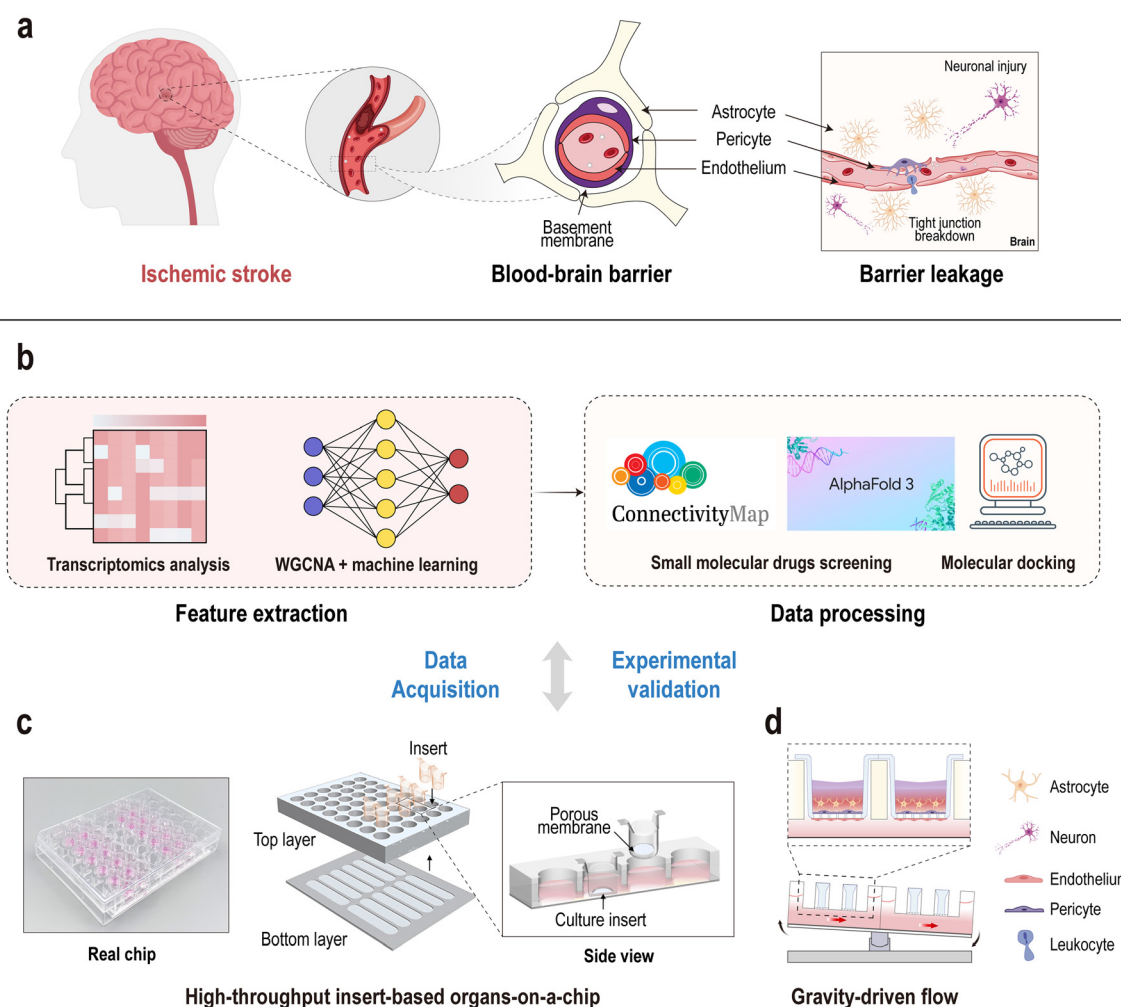 a
Neuronal injury
Astrocyte
Pericyte
Endothelium
Basement
membrane
Tight junction
breakdown
Brain
Ischemic stroke
Blood-brain barrier
Barrier leakage
b
ConnectivityMap
AlphaFold 3
Transcriptomics analysis
WGCNA + machine learning
Small molecular drugs screening
Molecular docking
Feature extraction
Data processing
Data
Acquisition
Experimental
validation
c
Insert
Top layer
Bottom layer
Porous
membrane
Culture insert
Real chip
Side view
High-throughput insert-based organs-on-a-chip
d
Astrocyte
Neuron
Endothelium
Pericyte
Leukocyte
Gravity-driven flow